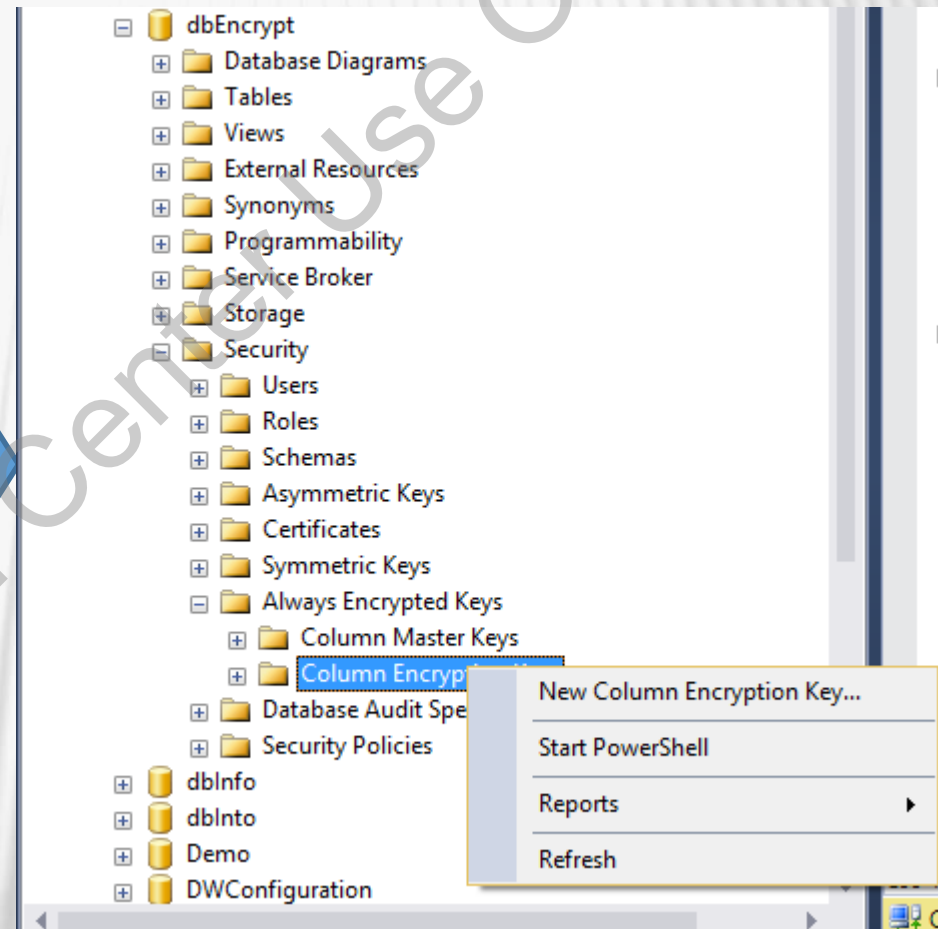 dbEncrypt
Database Diagrams
Tables
Views
External Resources
Synonyms
Programmability
Service Broker
Storage
Security
Users
Roles
Schemas
Asymmetric Keys
Certificates
Symmetric Keys
Always Encrypted Keys
Column Master Keys
Column Encryp
New Column Encryption Key...
Database Audit Spe
Start PowerShell
Security Policies
dbInfo
Reports
dbInto
Demo
Refresh
DWConfiguration
Center Use